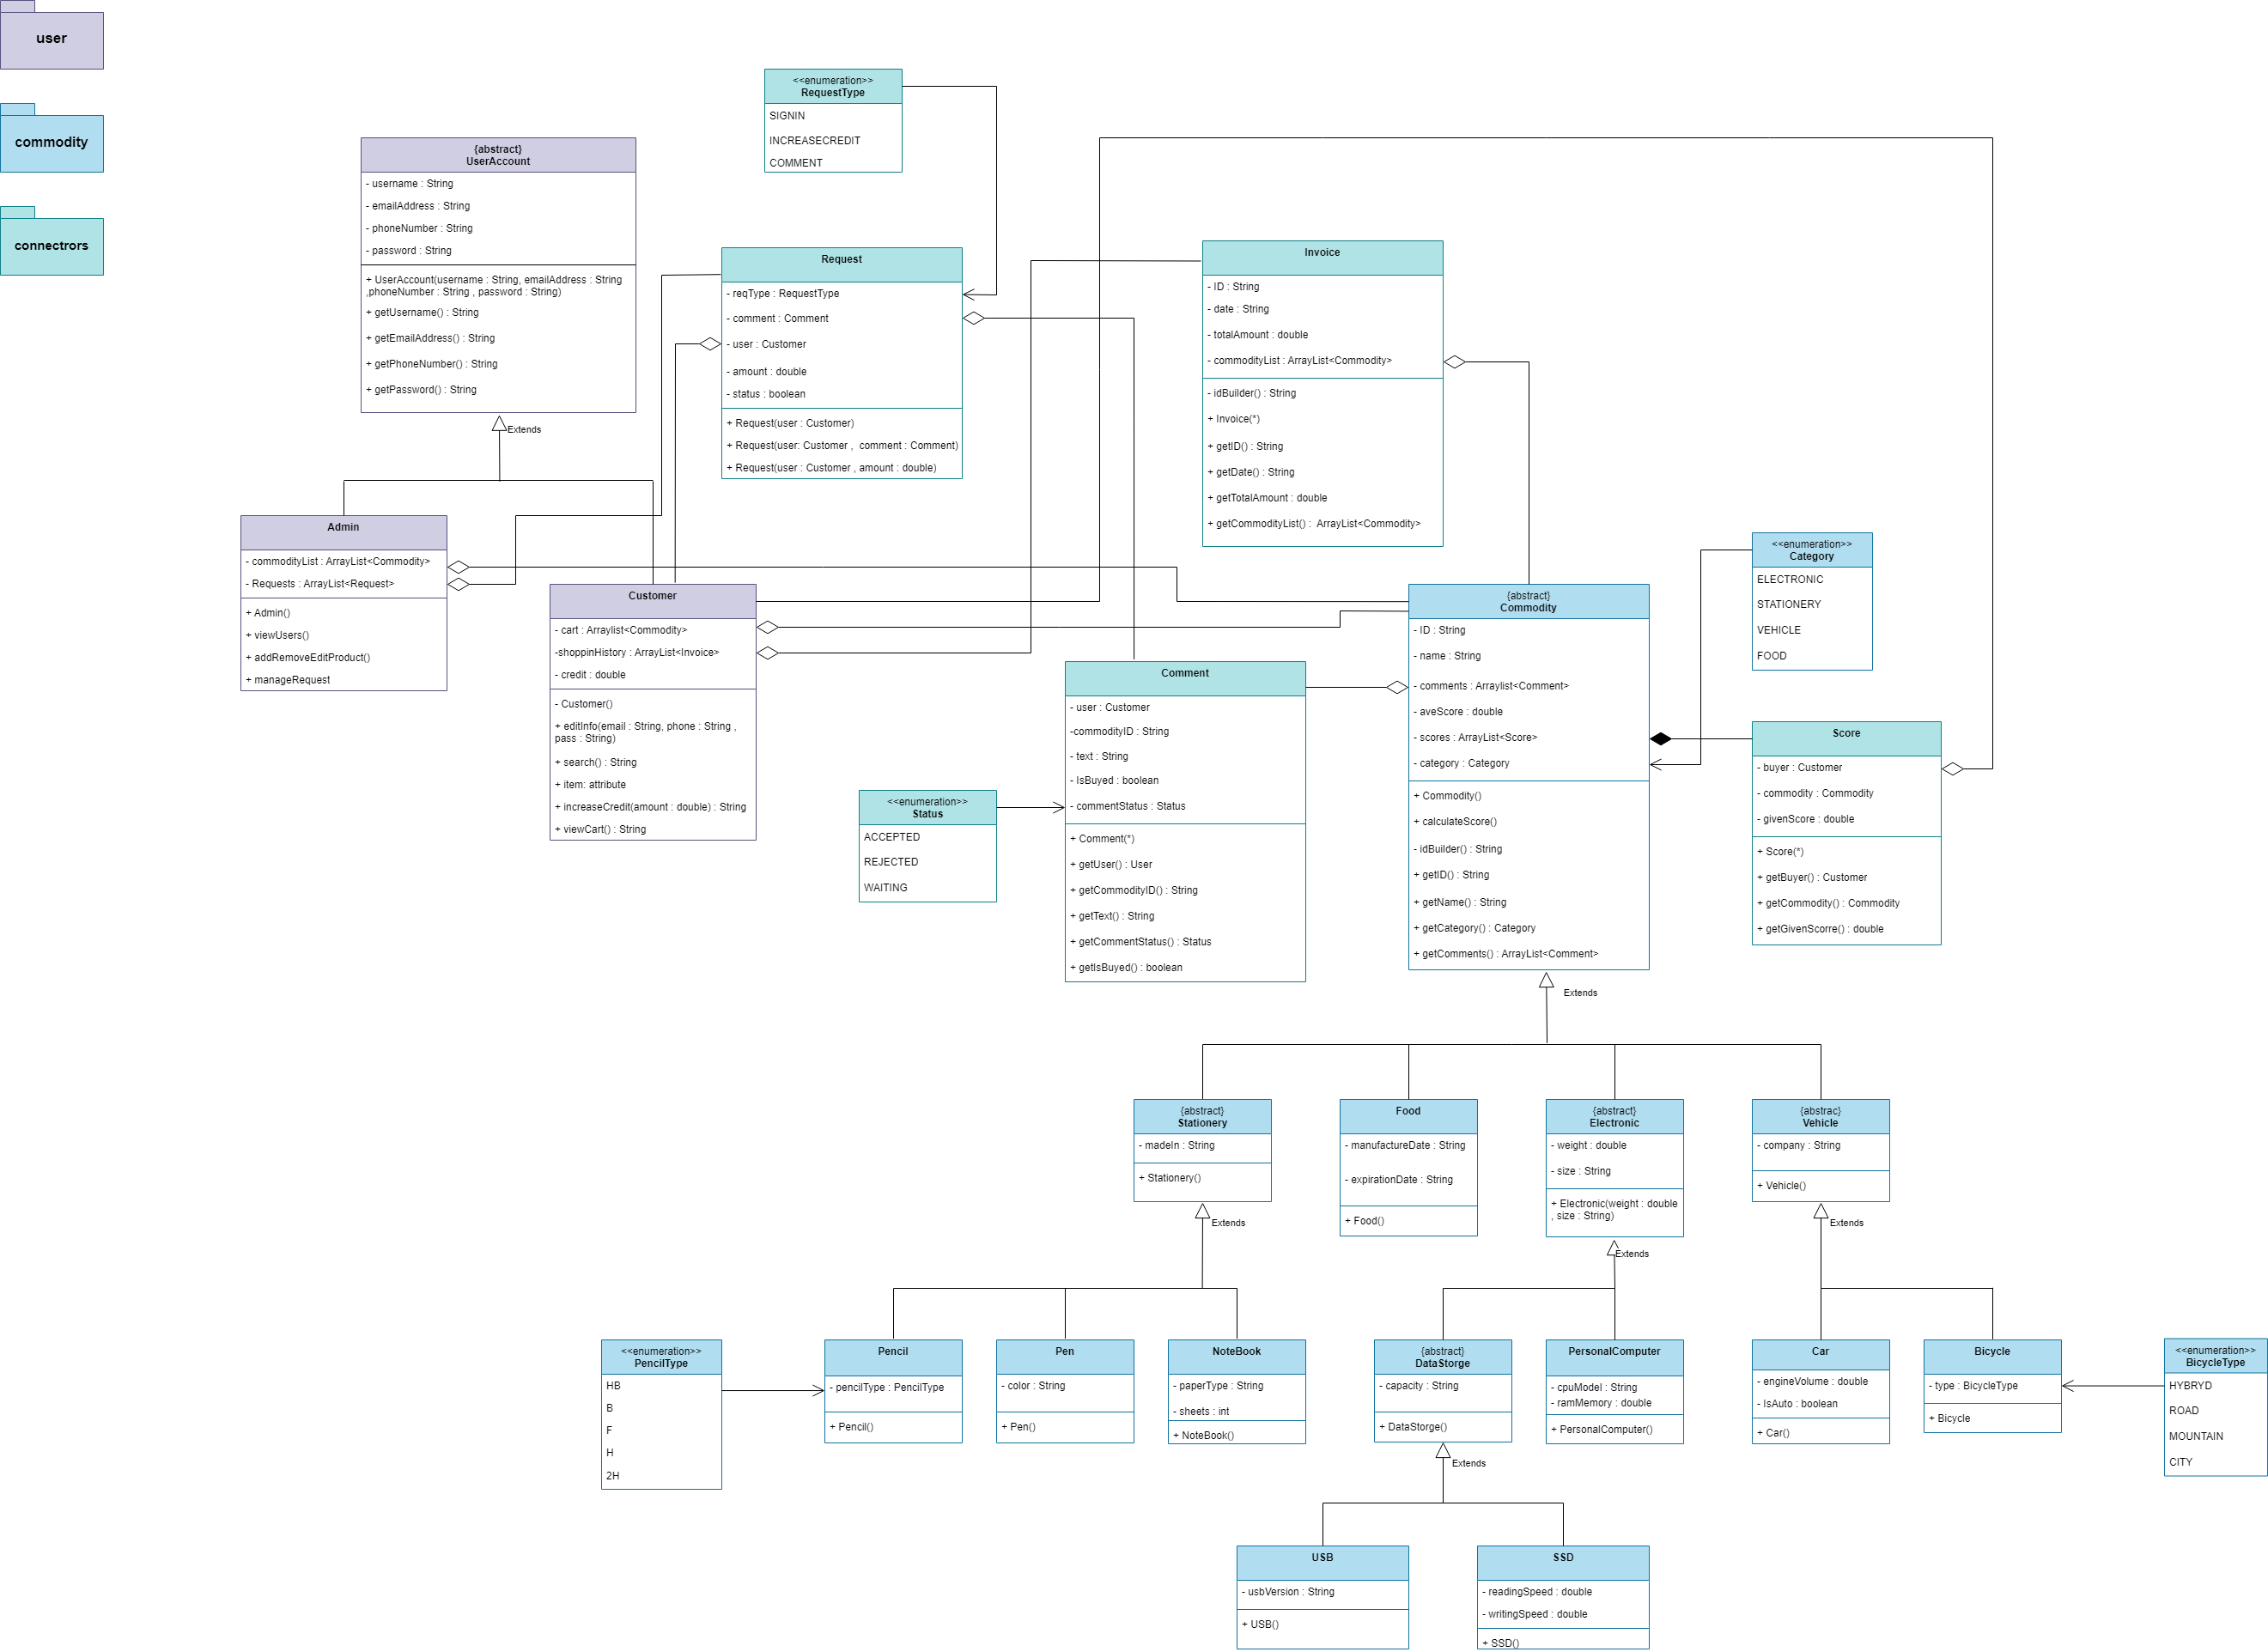 user
commodity
connectrors
<<enumeration>>
RequestType
SIGNIN
INCREASECREDIT
COMMENT
{abstract}
UserAccount
- username : String
- emailAddress : String
- phoneNumber : String
- password : String
+ UserAccount(username : String, emailAddress : String
,phoneNumber : String , password : String)
+ getUsername() : String
+ getEmailAddress() : String
+ getPhoneNumber() : String
+ getPassword() : String
Extends
Request
- reqType : RequestType
- comment : Comment
- user : Customer
- amount : double
- status : boolean
+ Request(user : Customer)
+ Request(user: Customer , comment : Comment)
+ Request(user : Customer , amount : double)
Invoice
- ID : String
- date : String
- totalAmount : double
- commodityList : ArrayList<Commodity>
- idBuilder() : String
+ Invoice(*)
+ getID() : String
+ getDate() : String
+ getTotalAmount : double
+ getCommodityList() : ArrayList<Commodity>
Admin
- commodityList : ArrayList<Commodity>
- Requests : ArrayList<Request>
+ Admin()
+ viewUsers()
+ addRemoveEditProduct()
+ manageRequest
Customer
- cart : Arraylist<Commodity>
-shoppinHistory : ArrayList<Invoice>
- credit : double
- Customer()
+ editInfo(email : String, phone : String ,
pass : String)
+ search() : String
+ item: attribute
+ increaseCredit(amount : double) : String
+ viewCart() : String
<<enumeration>>
Category
ELECTRONIC
STATIONERY
VEHICLE
FOOD
{abstract}
Commodity
- ID : String
- name : String
- comments : Arraylist<Comment>
- aveScore : double
- scores : ArrayList<Score>
- category : Category
+ Commodity()
+ calculateScore()
- idBuilder() : String
+ getID() : String
+ getName() : String
+ getCategory() : Category
+ getComments() : ArrayList<Comment>
Extends
Comment
- user : Customer
-commodityID : String
- text : String
- IsBuyed : boolean
- commentStatus : Status
+ Comment(*)
+ getUser() : User
+ getCommodityID() : String
+ getText() : String
+ getCommentStatus() : Status
+ getIsBuyed() : boolean
<<enumeration>>
Status
ACCEPTED
REJECTED
WAITING
Score
- buyer : Customer
- commodity : Commodity
- givenScore : double
+ Score(*)
+ getBuyer() : Customer
+ getCommodity() : Commodity
+ getGivenScorre() : double
{abstract}
Stationery
- madeIn : String
+ Stationery()
Extends
Food
- manufactureDate : String
- expirationDate : String
+ Food()
{abstract}
Electronic
- weight : double
- size : String
+ Electronic(weight : double
, size : String)
Extends
{abstrac}
Vehicle
- company : String
+ Vehicle()
Extends
<<enumeration>>
PencilType
HB
B
F
H
2H
Pencil
- pencilType : PencilType
+ Pencil()
Pen
- color : String
+ Pen()
NoteBook
- paperType : String
- sheets : int
+ NoteBook()
{abstract}
DataStorge
- capacity : String
+ DataStorge()
Extends
PersonalComputer
- cpuModel : String
- ramMemory : double
+ PersonalComputer()
Car
- engineVolume : double
- IsAuto : boolean
+ Car()
Bicycle
- type : BicycleType
+ Bicycle
<<enumeration>>
BicycleType
HYBRYD
ROAD
MOUNTAIN
CITY
USB
- usbVersion : String
+ USB()
SSD
- readingSpeed : double
- writingSpeed : double
+ SSD()